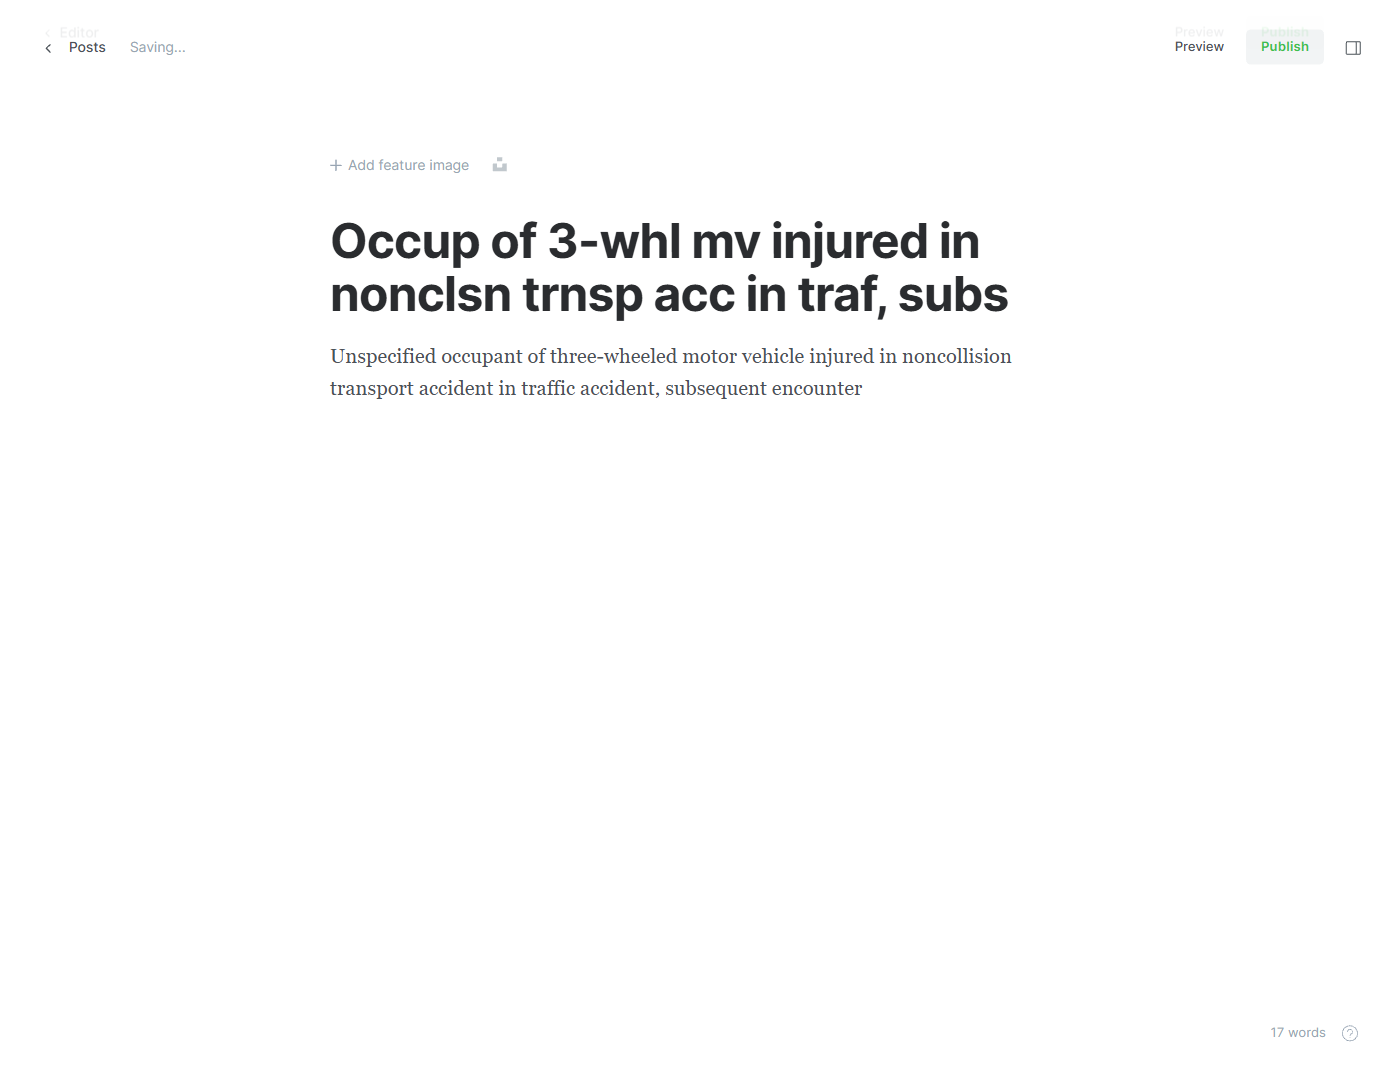 Editor
Posts
Saving...
Preview
Preview
Publish
Publish
Add feature image
Occup of 3-whl mv injured in
nonclsn trnsp acc in traf, subs
Unspecified occupant of three-wheeled motor vehicle injured in noncollision
transport accident in traffic accident, subsequent encounter
17 words